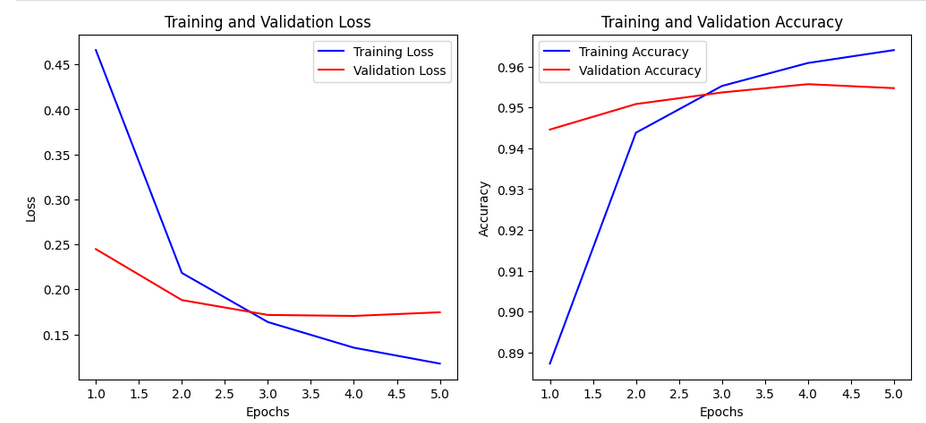 Training and Validation Loss
Training Loss
Validation Loss
0.45
0.40
0.35
0.30
0.25
0.20
0.15
Loss
1.0 1.5 2.0 2.5 3.0 3.5 4.0 4.5 5.0
Epochs
Training and Validation Accuracy
Training Accuracy
Validation Accuracy
0.96
0.95
0.94
0.93
0.92
0.91
0.90
0.89
Accuracy
1.0 1.5 2.0 2.5 3.0 3.5 4.0 4.5 5.0
Epochs